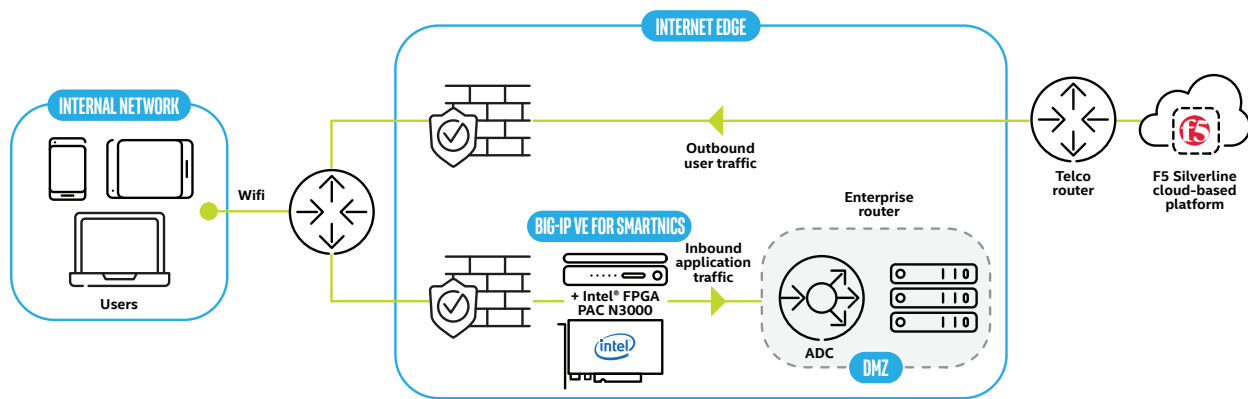 INTERNET EDGE
INTERNAL NETWORK
Users
Wifi
Outbound
user traffic
Telco
router
f5
F5 Silverline
cloud-based
platform
BIG-IP VE FOR SMARTNICS
+ Intel® FPGA
PAC N3000
intel
Inbound
application
traffic
Enterprise
router
ADC
DMZ